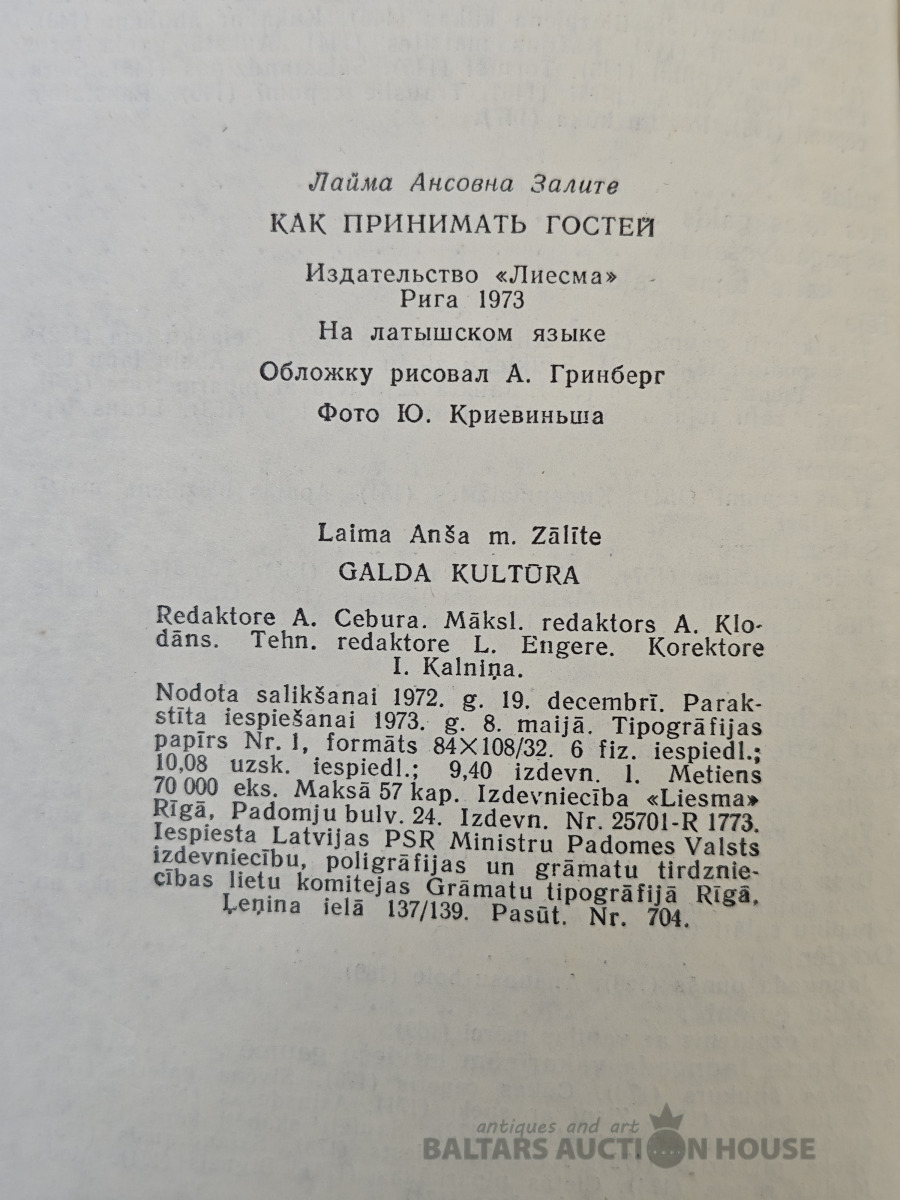 Лайма Ансовна Залите
КАК ПРИНИМАТЬ ГОСТЕЙ
Издательство «Лиесма»
Рига 1973
На латышском языке
Обложку рисовал А. Гринберг
Фото Ю. Криевиньша
Laima Anša m. Zālīte
GALDA KULTŪRA
Redaktore A. Cebura. Māksl. redaktors A. Klo-
dāns. Tehn. redaktore L. Engere. Korektore
I. Kalniņa.
Nodota salikšanai 1972. g. 19. decembrī. Parak-
stīta iespiešanai 1973. g. 8. maijā. Tipogrāfijas
papīrs Nr. 1, formāts 84×108/32. 6 fiz. iespiedl.;
10,08 uzsk. iespiedl.; 9,40 izdevn. l. Metiens
70 000 eks. Maksā 57 kap. Izdevniecība «Liesma»
Rīgā, Padomju bulv. 24. Izdevn. Nr. 25701-R 1773.
Iespiesta Latvijas PSR Ministru Padomes Valsts
izdevniecību, poligrāfijas un grāmatu tirdznie-
cības lietu komitejas Grāmatu tipogrāfijā Rīgā,
Ļeņina ielā 137/139. Pasūt. Nr. 704.
antiques and art
BALTARS AUCTION HOUSE